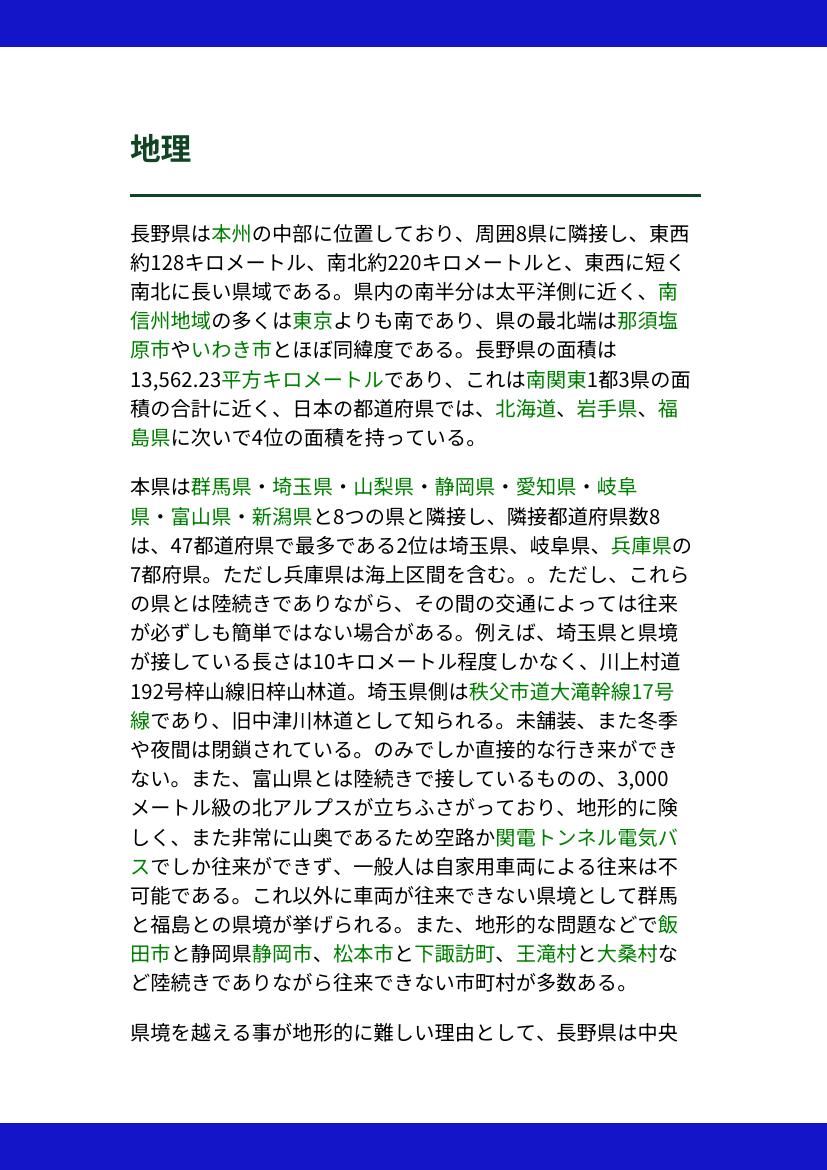 地理
長野県は本州の中部に位置しており、周囲8県に隣接し、東西
約128キロメートル、南北約220キロメートルと、東西に短く
南北に長い県域である。県内の南半分は太平洋側に近く、南
信州地域の多くは東京よりも南であり、県の最北端は那須塩
原市やいわき市とほぼ同緯度である。長野県の面積は
13,562.23平方キロメートルであり、これは南関東1都3県の面
積の合計に近く、日本の都道府県では、北海道、岩手県、福
島県に次いで4位の面積を持っている。
本県は群馬県・埼玉県・山梨県・静岡県・愛知県・岐阜
県・富山県・新潟県と8つの県と隣接し、隣接都道府県数8
は、47都道府県で最多である2位は埼玉県、岐阜県、兵庫県の
7都府県。ただし兵庫県は海上区間を含む。。ただし、これら
の県とは陸続きでありながら、その間の交通によっては往来
が必ずしも簡単ではない場合がある。例えば、埼玉県と県境
が接している長さは10キロメートル程度しかなく、川上村道
192号梓山線旧梓山林道。埼玉県側は秩父市道大滝幹線17号
線であり、旧中津川林道として知られる。未舗装、また冬季
や夜間は閉鎖されている。のみでしか直接的な行き来ができ
ない。また、富山県とは陸続きで接しているものの、3,000
メートル級の北アルプスが立ちふさがっており、地形的に険
しく、また非常に山奥であるため空路か関電トンネル電気バ
スでしか往来ができず、一般人は自家用車両による往来は不
可能である。これ以外に車両が往来できない県境として群馬
と福島との県境が挙げられる。また、地形的な問題などで飯
田市と静岡県静岡市、松本市と下諏訪町、王滝村と大桑村な
ど陸続きでありながら往来できない市町村が多数ある。
県境を越える事が地形的に難しい理由として、長野県は中央